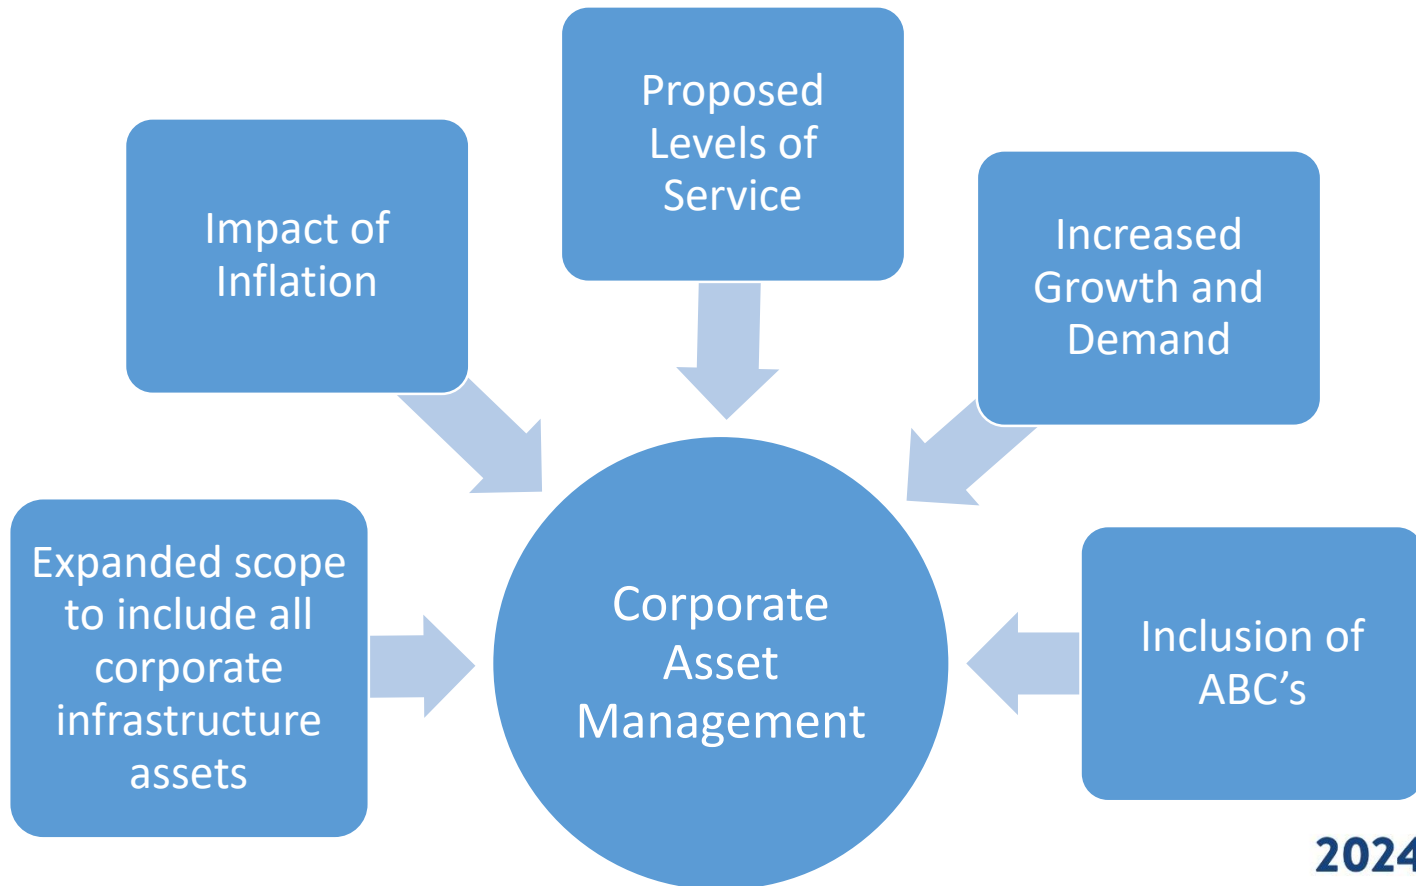 Proposed
Levels of
Service
Impact of
Inflation
Increased
Growth and
Demand
Expanded scope
to include all
corporate
infrastructure
assets
Corporate
Asset
Management
Inclusion of
ABC’s
2024